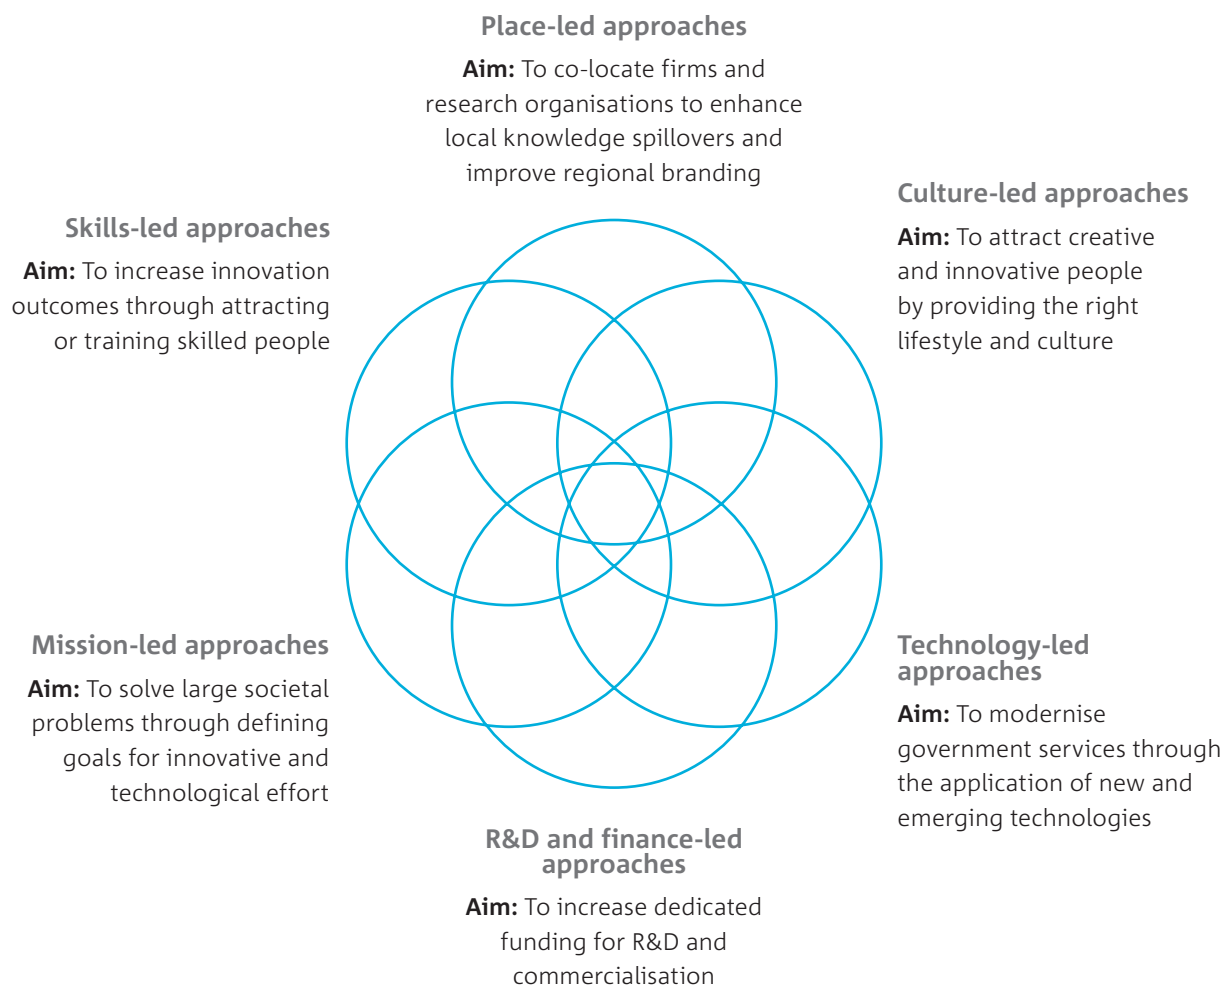 Place-led approaches
Aim: To co-locate firms and
research organisations to enhance
local knowledge spillovers and
improve regional branding
Culture-led approaches
Aim: To attract creative
and innovative people
by providing the right
lifestyle and culture
Skills-led approaches
Aim: To increase innovation
outcomes through attracting
or training skilled people
Mission-led approaches
Aim: To solve large societal
problems through defining
goals for innovative and
technological effort
Technology-led
approaches
Aim: To modernise
government services through
the application of new and
emerging technologies
R&D and finance-led
approaches
Aim: To increase dedicated
funding for R&D and
commercialisation